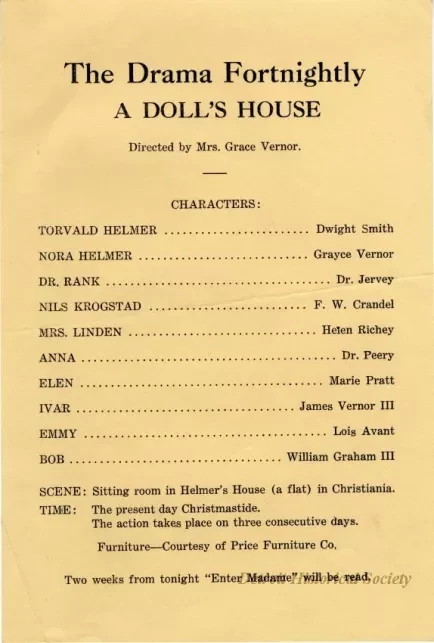 The Drama Fortnightly
A DOLL'S HOUSE
Directed by Mrs. Grace Vernor.
CHARACTERS:
TORVALD HELMER ....................... Dwight Smith
NORA HELMER ........................... Grayce Vernor
DR. RANK .................................... Dr. Jervey
NILS KROGSTAD .......................... F. W. Crandel
MRS. LINDEN .............................. Helen Richey
ANNA ......................................... Dr. Peery
ELEN ....................................... Marie Pratt
IVAR ................................... James Vernor III
EMMY ....................................... Lois Avant
BOB .................................. William Graham III
SCENE: Sitting room in Helmer's House (a flat) in Christiania.
TIME: The present day Christmastide.
The action takes place on three consecutive days.
Furniture—Courtesy of Price Furniture Co.
Two weeks from tonight "Enter Madame" will be read.
Detroit Historical Society